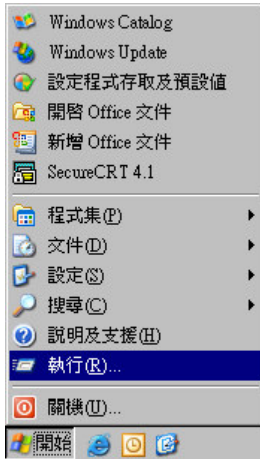 Windows Catalog
Windows Update
設定程式存取及預設値
開啓 Office 文件
新增 Office 文件
SecureCRT 4.1
程式集(P)
文件(D)
設定(S)
搜尋(C)
說明及支援(H)
執行(R)...
關機(U)...
開始